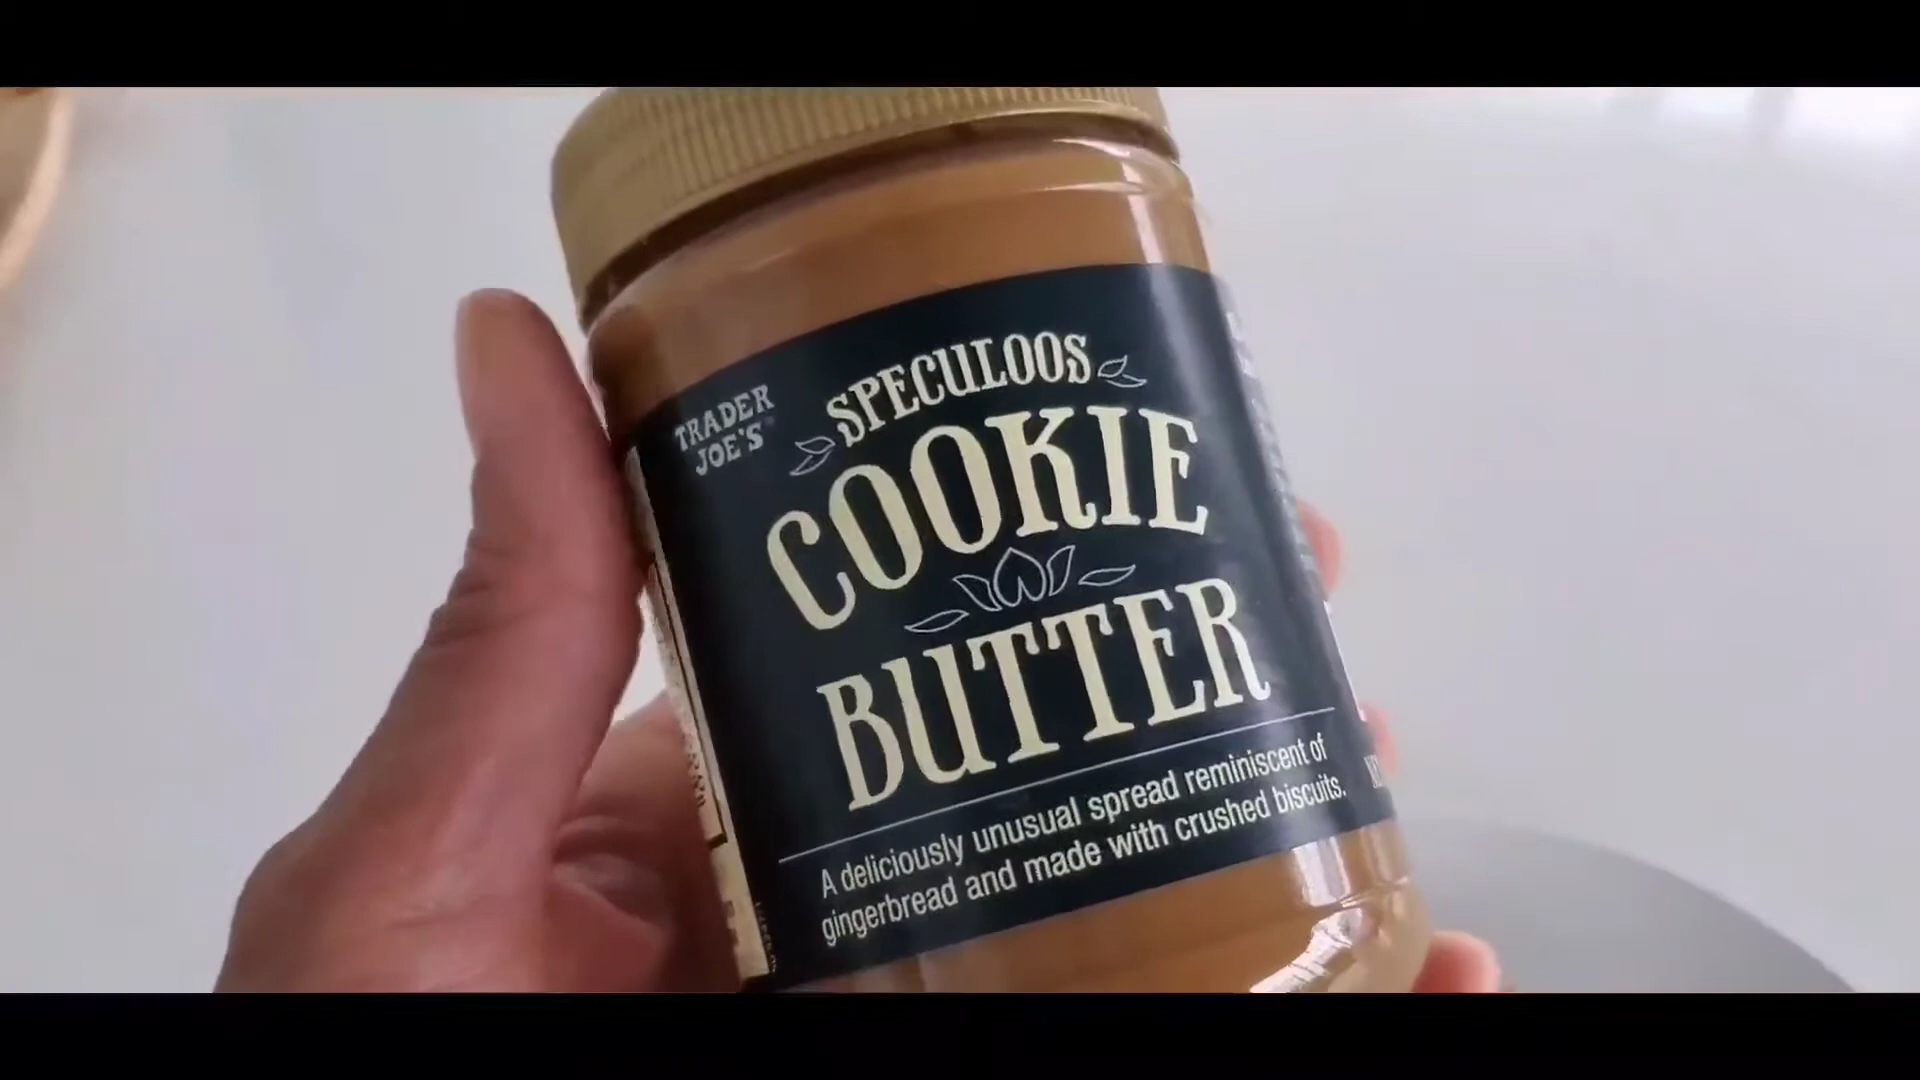 TRADER
JOE'S
SPECULOOS
COOKIE
BUTTER
A deliciously unusual spread reminiscent of
gingerbread and made with crushed biscuits.